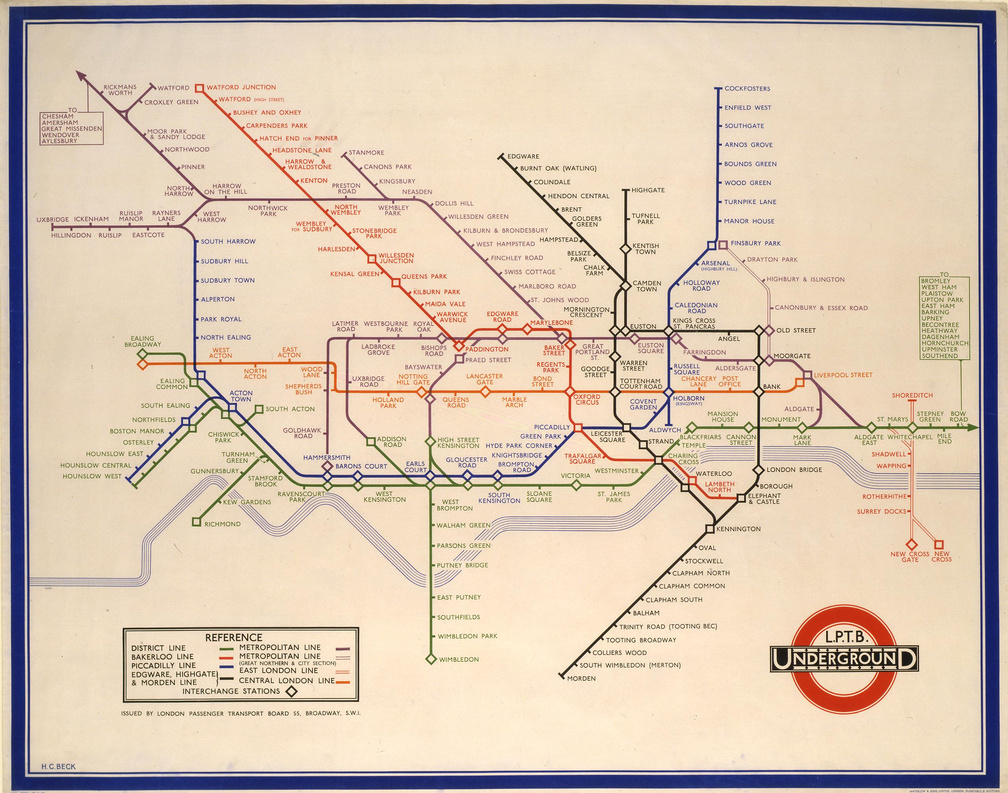 RICKMANS
WORTH
WATFORD
CROXLEY GREEN
WATFORD JUNCTION
WATFORD (HIGH STREET)
BUSHEY AND OXHEY
CARPENDERS PARK
HATCH END FOR PINNER
HEADSTONE LANE
HARROW &
WEALDSTONE
KENTON
TO
CHESHAM
AMERSHAM
GREAT MISSENDEN
WENDOVER
AYLESBURY
MOOR PARK
& SANDY LODGE
NORTHWOOD
PINNER
NORTH
HARROW
HARROW
ON THE HILL
NORTHWICK
PARK
PRESTON
ROAD
WEMBLEY
PARK
NEASDEN
STANMORE
CANONS PARK
KINGSBURY
DOLLIS HILL
WILLESDEN GREEN
KILBURN & BRONDESBURY
WEST HAMPSTEAD
FINCHLEY ROAD
SWISS COTTAGE
MARLBORO ROAD
ST. JOHNS WOOD
UXBRIDGE
ICKENHAM
RUISLIP
MANOR
RAYNERS
LANE
WEST
HARROW
HILLINGDON
RUISLIP
EASTCOTE
SOUTH HARROW
SUDBURY HILL
SUDBURY TOWN
ALPERTON
PARK ROYAL
NORTH EALING
NORTH
WEMBLEY
WEMBLEY
FOR SUDBURY
STONEBRIDGE
PARK
HARLESDEN
WILLESDEN
JUNCTION
KENSAL GREEN
QUEENS PARK
KILBURN PARK
MAIDA VALE
WARWICK
AVENUE
PADDINGTON
EDGWARE
ROAD
MARYLEBONE
BAKER
STREET
REGENTS
PARK
OXFORD
CIRCUS
EDGWARE
BURNT OAK (WATLING)
COLINDALE
HENDON CENTRAL
BRENT
GOLDERS
GREEN
HAMPSTEAD
BELSIZE
PARK
CHALK
FARM
HIGHGATE
TUFNELL
PARK
KENTISH
TOWN
CAMDEN
TOWN
MORNINGTON
CRESCENT
EUSTON
COCKFOSTERS
ENFIELD WEST
SOUTHGATE
ARNOS GROVE
BOUNDS GREEN
WOOD GREEN
TURNPIKE LANE
MANOR HOUSE
FINSBURY PARK
ARSENAL
(HIGHBURY HILL)
HOLLOWAY
ROAD
CALEDONIAN
ROAD
KINGS CROSS
ST. PANCRAS
DRAYTON PARK
HIGHBURY & ISLINGTON
CANONBURY & ESSEX ROAD
OLD STREET
ANGEL
MOORGATE
TO
BROMLEY
WEST HAM
PLAISTOW
UPTON PARK
EAST HAM
BARKING
UPNEY
BECONTREE
HEATHWAY
DAGENHAM
HORNCHURCH
UPMINSTER
SOUTHEND
LATIMER
ROAD
WESTBOURNE
PARK
ROYAL
OAK
LADBROKE
GROVE
BISHOPS
ROAD
PRAED STREET
BAYSWATER
GREAT
PORTLAND
ST.
EUSTON
SQUARE
FARRINGDON
ALDERSGATE
WARREN
STREET
GOODGE
STREET
TOTTENHAM
COURT ROAD
RUSSELL
SQUARE
HOLBORN
(KINGSWAY)
COVENT
GARDEN
ALDWYCH
EALING
BROADWAY
WEST
ACTON
NORTH
ACTON
EAST
ACTON
WOOD
LANE
SHEPHERDS
BUSH
UXBRIDGE
ROAD
HOLLAND
PARK
NOTTING
HILL GATE
QUEENS
ROAD
LANCASTER
GATE
MARBLE
ARCH
BOND
STREET
CHANCERY
LANE
POST
OFFICE
BANK
LIVERPOOL STREET
ALDGATE
EALING
COMMON
ACTON
TOWN
SOUTH EALING
NORTHFIELDS
BOSTON MANOR
OSTERLEY
HOUNSLOW EAST
HOUNSLOW CENTRAL
HOUNSLOW WEST
SOUTH ACTON
CHISWICK
PARK
TURNHAM
GREEN
GUNNERSBURY
KEW GARDENS
RICHMOND
STAMFORD
BROOK
RAVENSCOURT
PARK
GOLDHAWK
ROAD
HAMMERSMITH
BARONS COURT
WEST
KENSINGTON
ADDISON
ROAD
EARLS
COURT
HIGH STREET
KENSINGTON
GLOUCESTER
ROAD
SOUTH
KENSINGTON
BROMPTON
ROAD
KNIGHTSBRIDGE
HYDE PARK CORNER
GREEN PARK
PICCADILLY
SLOANE
SQUARE
VICTORIA
ST. JAMES
PARK
WESTMINSTER
TRAFALGAR
SQUARE
LEICESTER
SQUARE
STRAND
CHARING
CROSS
TEMPLE
BLACKFRIARS
MANSION
HOUSE
CANNON
STREET
MONUMENT
MARK
LANE
ALDGATE
EAST
ST. MARYS
WHITECHAPEL
STEPNEY
GREEN
MILE
END
BOW
ROAD
SHOREDITCH
SHADWELL
WAPPING
ROTHERHITHE
SURREY DOCKS
NEW CROSS
GATE
NEW
CROSS
WATERLOO
LAMBETH
NORTH
LONDON BRIDGE
BOROUGH
ELEPHANT
& CASTLE
KENNINGTON
OVAL
STOCKWELL
CLAPHAM NORTH
CLAPHAM COMMON
CLAPHAM SOUTH
BALHAM
TRINITY ROAD (TOOTING BEC)
TOOTING BROADWAY
COLLIERS WOOD
SOUTH WIMBLEDON (MERTON)
MORDEN
WEST
BROMPTON
WALHAM GREEN
PARSONS GREEN
PUTNEY BRIDGE
EAST PUTNEY
SOUTHFIELDS
WIMBLEDON PARK
WIMBLEDON
REFERENCE
DISTRICT LINE
BAKERLOO LINE
PICCADILLY LINE
EDGWARE, HIGHGATE
& MORDEN LINE
METROPOLITAN LINE
METROPOLITAN LINE
(GREAT NORTHERN & CITY SECTION)
EAST LONDON LINE
CENTRAL LONDON LINE
INTERCHANGE STATIONS
ISSUED BY LONDON PASSENGER TRANSPORT BOARD 55, BROADWAY, S.W.1.
L.P.T.B.
UNDERGROUND
H.C.BECK